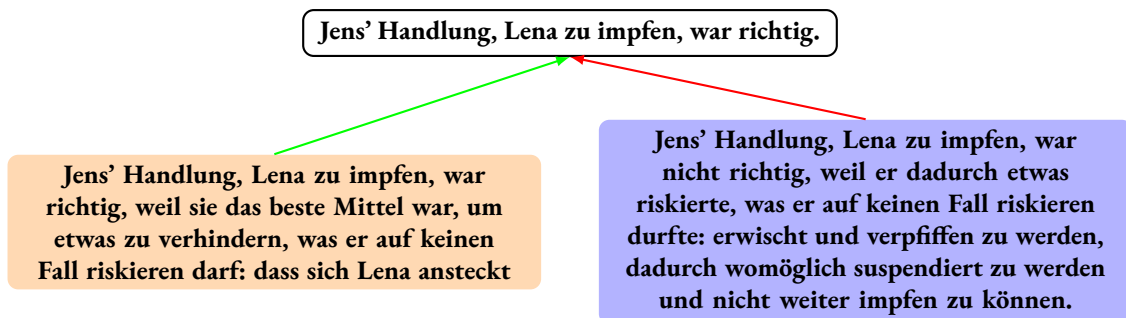 Jens’ Handlung, Lena zu impfen, war richtig.
Jens’ Handlung, Lena zu impfen, war
richtig, weil sie das beste Mittel war, um
etwas zu verhindern, was er auf keinen
Fall riskieren darf: dass sich Lena ansteckt
Jens’ Handlung, Lena zu impfen, war
nicht richtig, weil er dadurch etwas
riskierte, was er auf keinen Fall riskieren
durfte: erwischt und verpfiffen zu werden,
dadurch womöglich suspendiert zu werden
und nicht weiter impfen zu können.